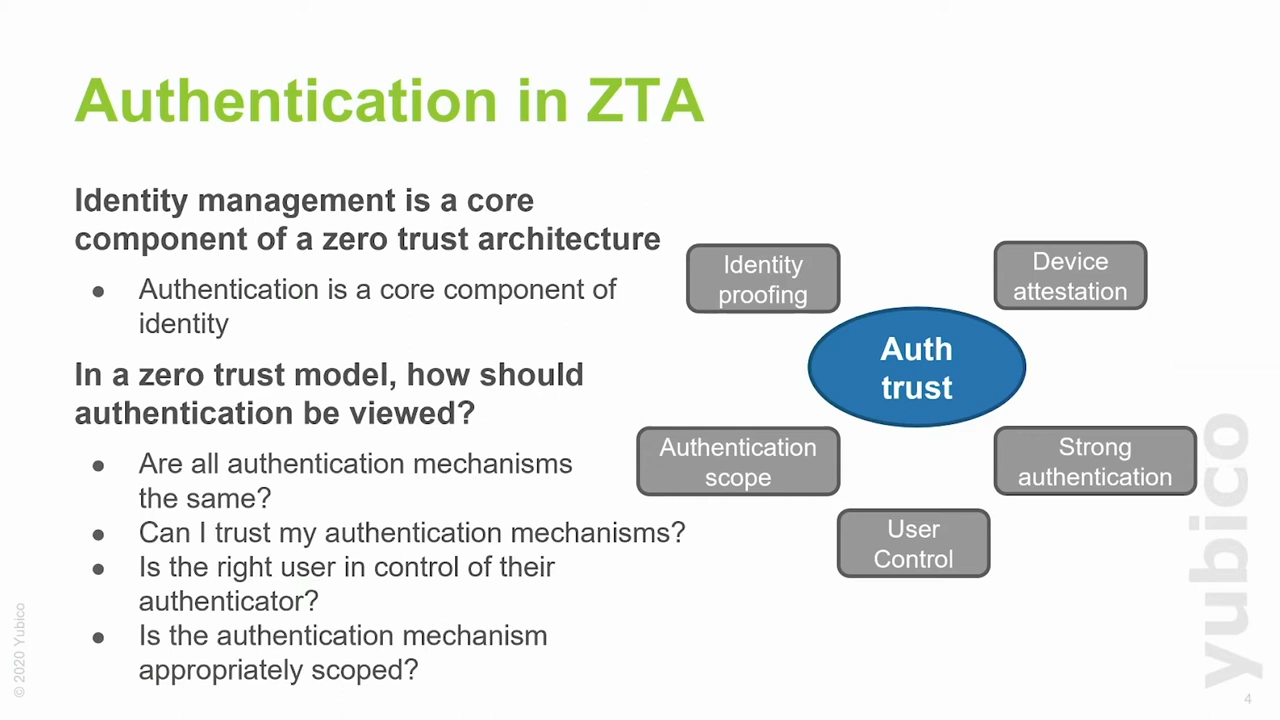 Authentication in ZTA
Identity management is a core
component of a zero trust architecture
● Authentication is a core component of
identity
In a zero trust model, how should
authentication be viewed?
● Are all authentication mechanisms
the same?
● Can I trust my authentication mechanisms?
● Is the right user in control of their
authenticator?
● Is the authentication mechanism
appropriately scoped?
Identity
proofing
Device
attestation
Auth
trust
Authentication
scope
Strong
authentication
User
Control
yubico
© 2020 Yubico
4